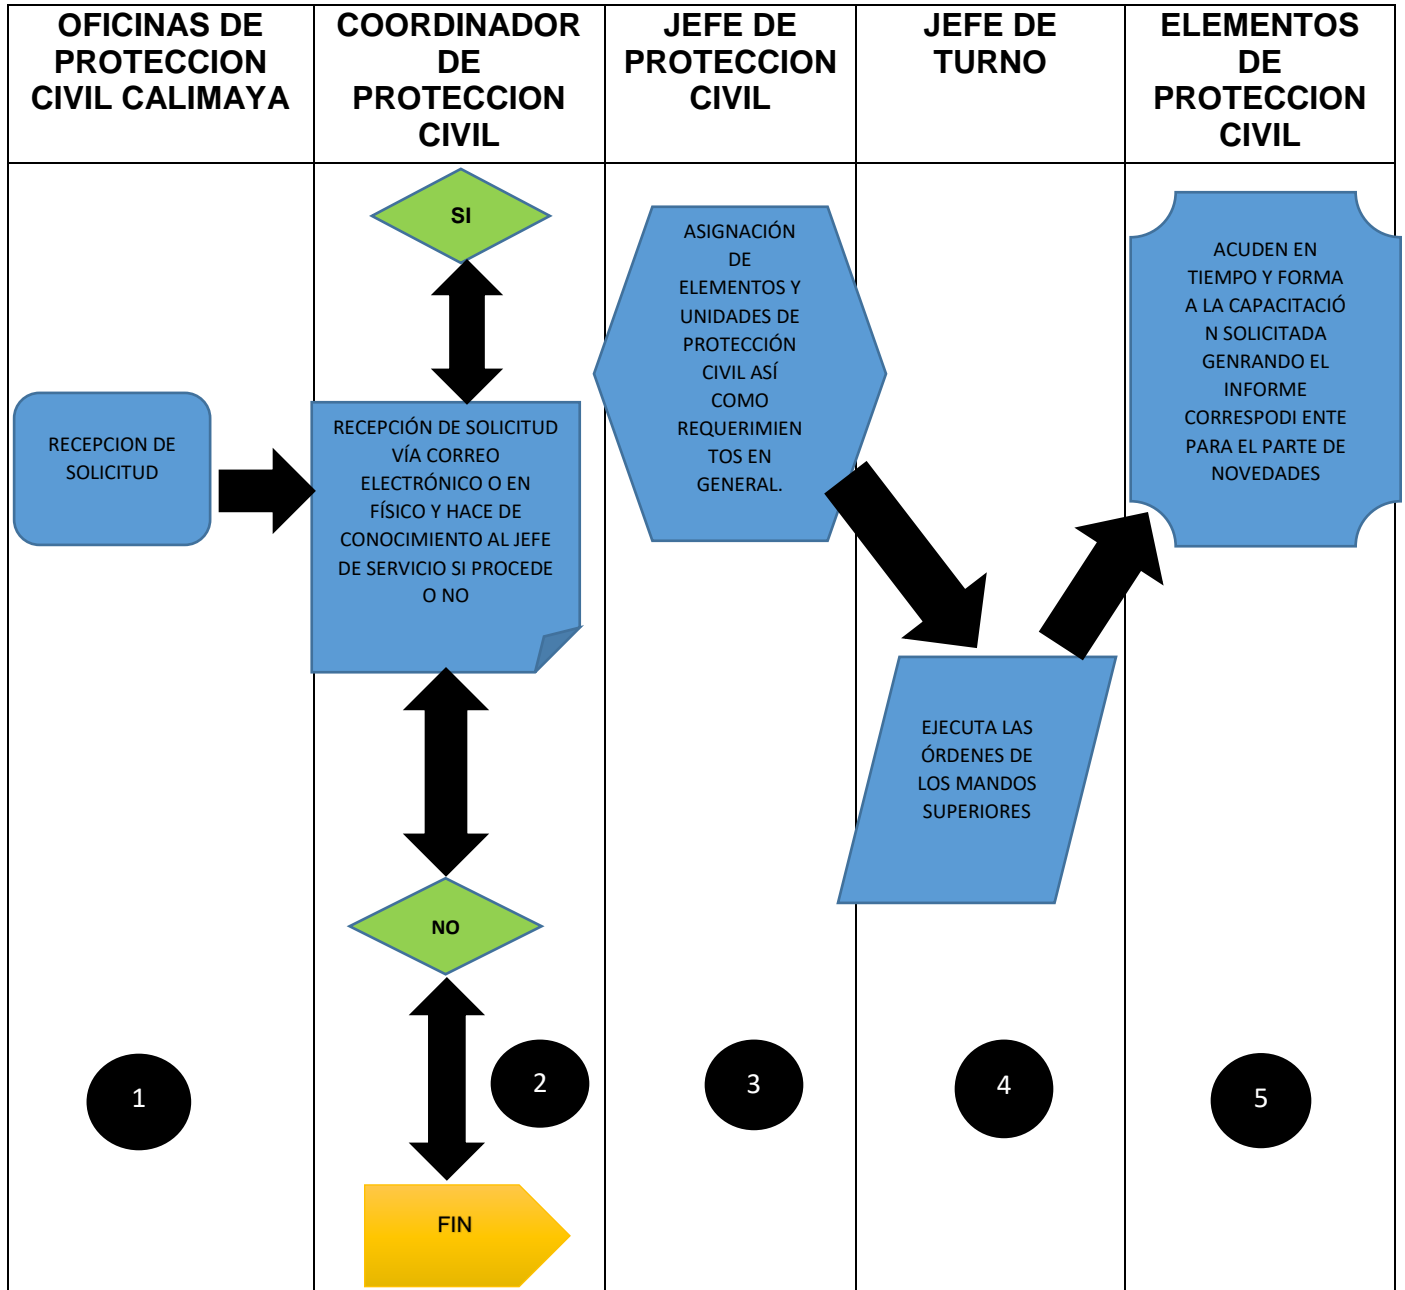 OFICINAS DE
PROTECCION
CIVIL CALIMAYA
COORDINADOR
DE
PROTECCION
CIVIL
JEFE DE
PROTECCION
CIVIL
JEFE DE
TURNO
ELEMENTOS
DE
PROTECCION
CIVIL
RECEPCION DE
SOLICITUD
SI
RECEPCIÓN DE SOLICITUD
VÍA CORREO
ELECTRÓNICO O EN
FÍSICO Y HACE DE
CONOCIMIENTO AL JEFE
DE SERVICIO SI PROCEDE
O NO
NO
FIN
ASIGNACIÓN
DE
ELEMENTOS Y
UNIDADES DE
PROTECCIÓN
CIVIL ASÍ
COMO
REQUERIMIEN
TOS EN
GENERAL.
EJECUTA LAS
ÓRDENES DE
LOS MANDOS
SUPERIORES
ACUDEN EN
TIEMPO Y FORMA
A LA CAPACITACIÓ
N SOLICITADA
GENRANDO EL
INFORME
CORRESPODI ENTE
PARA EL PARTE DE
NOVEDADES
1
2
3
4
5